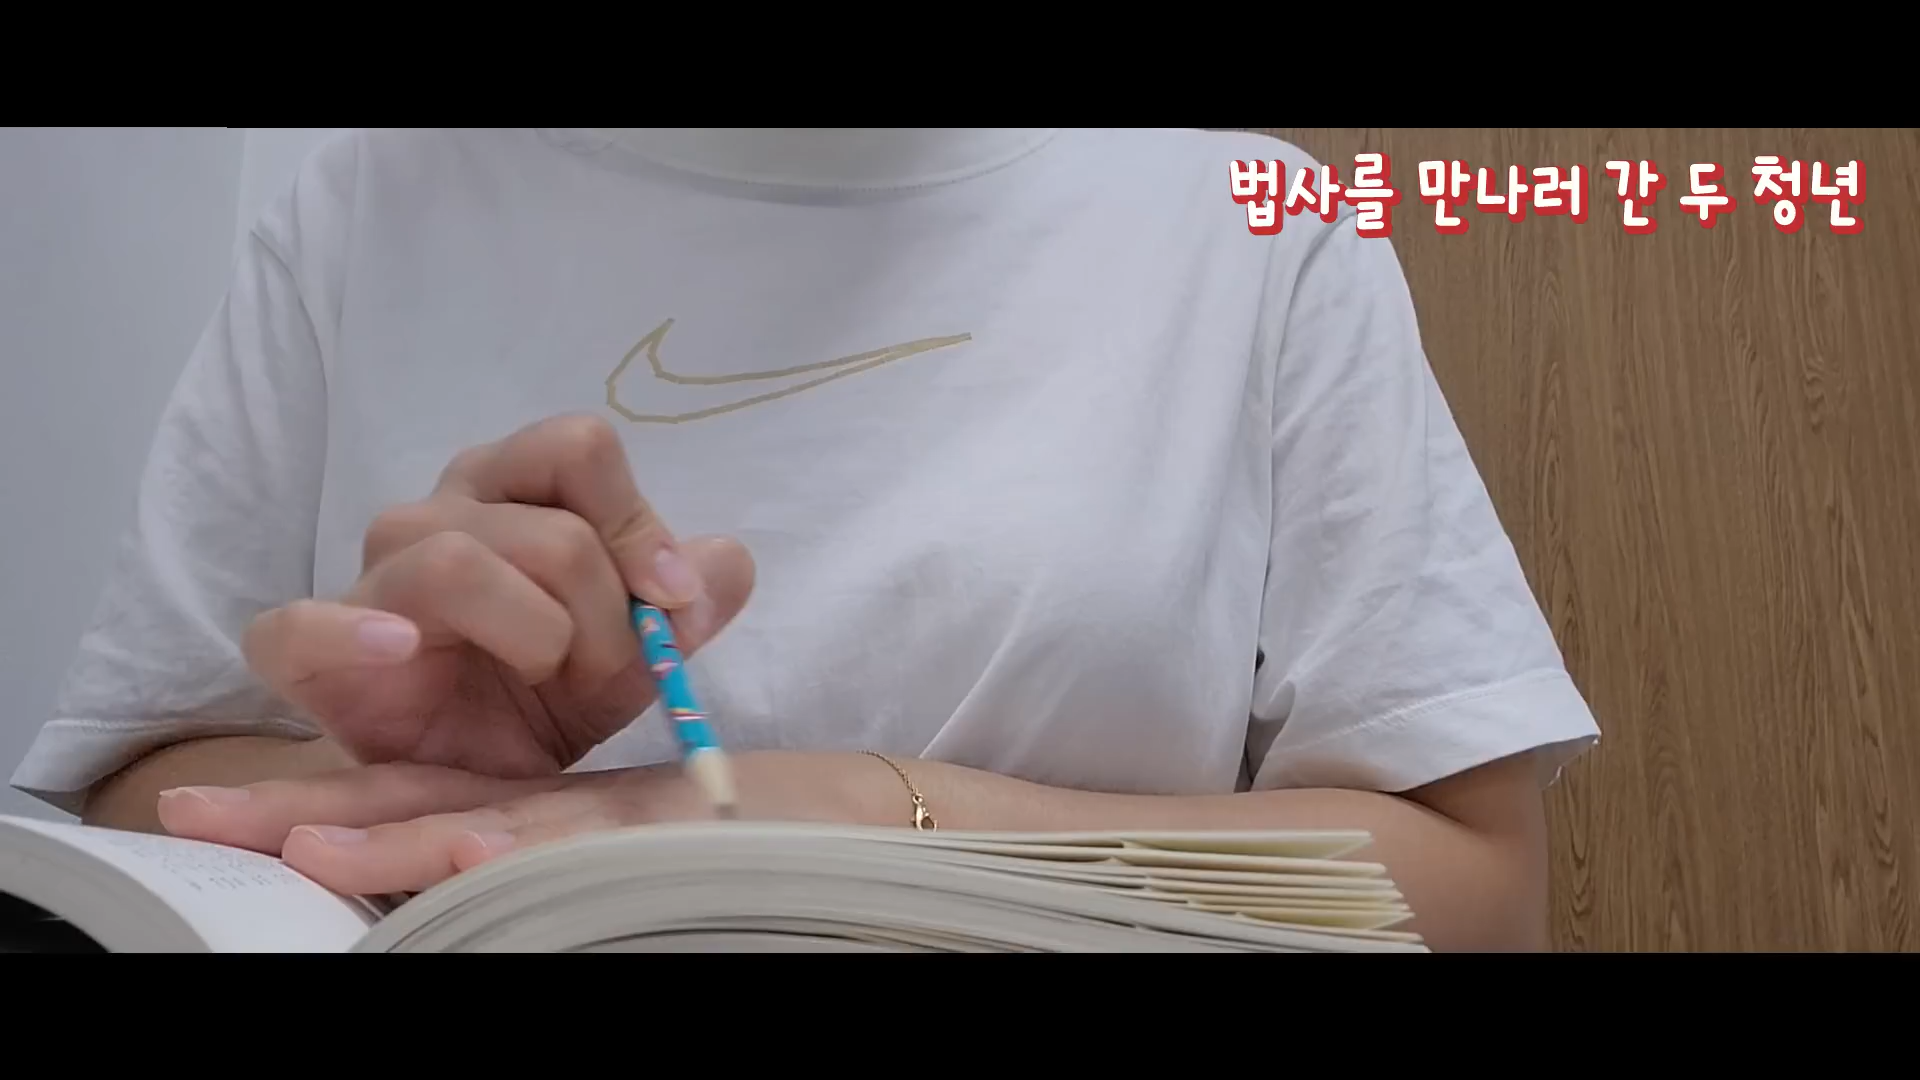 법사를 만나러 간 두 청년